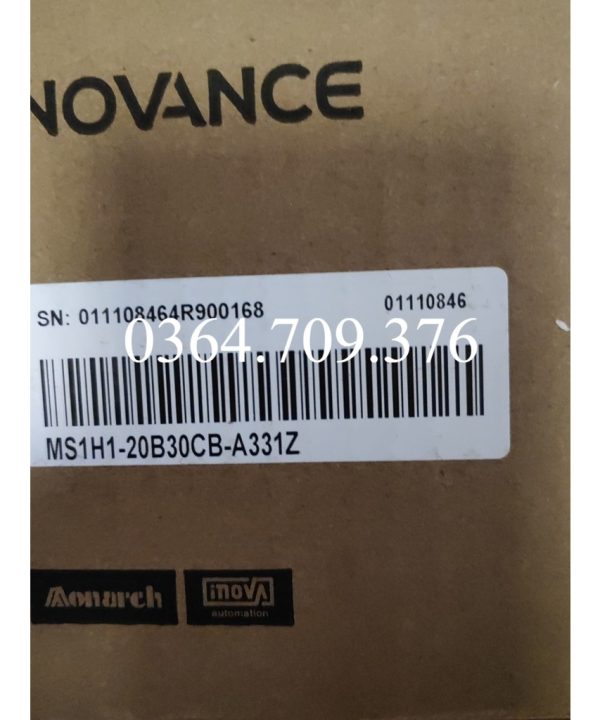 NOVANCE
SN: 011108464R900168 01110846
0364.709.376
MS1H1-20B30CB-A331Z
Monarch
inovA
automation